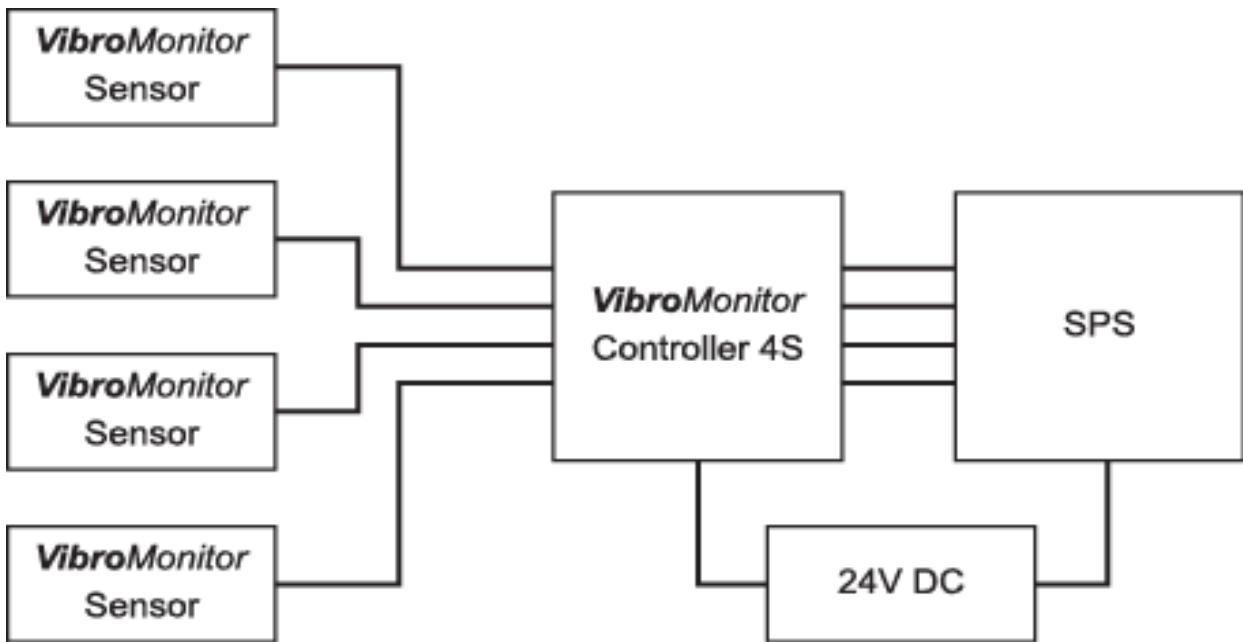 VibroMonitor
Sensor
VibroMonitor
Sensor
VibroMonitor
Sensor
VibroMonitor
Sensor
VibroMonitor
Controller 4S
SPS
24V DC